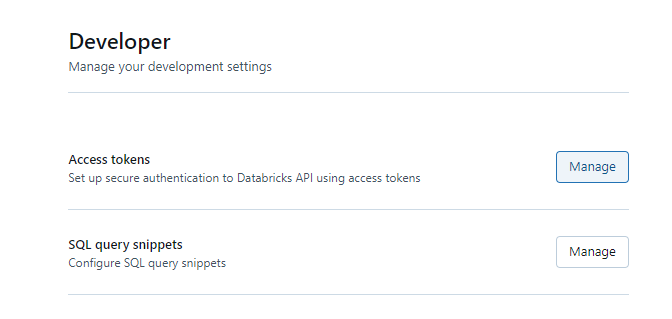 Developer
Manage your development settings
Access tokens
Manage
Set up secure authentication to Databricks API using access tokens
SQL query snippets
Manage
Configure SQL query snippets